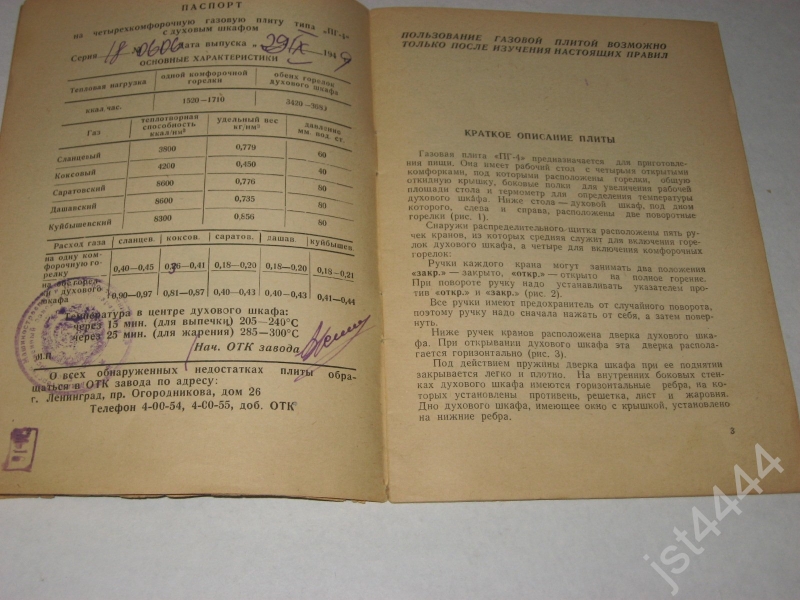 ПАСПОРТ
на четырехкомфорочную газовую плиту типа «ПГ-4»
с духовым шкафом
Серия 18 0606 Дата выпуска „29 IX 1949
ОСНОВНЫЕ ХАРАКТЕРИСТИКИ
Тепловая нагрузка одной комфорочной горелки обеих горелок духового шкафа
ккал.час. 1520—1710
Газ теплотворная способность ккал/нм³ удельный вес кг/нм³ давление мм. вод. ст.
Сланцевый 3800 0,779 60
Коксовый 4260 0,450 40
Саратовский 8600 0,776 80
Дашавский 8600 0,735 80
Куйбышевский 8300 0,856 80
Расход газа сланцев. коксов. саратов. дашав. куйбышев.
на одну комфорочную горелку 0,40—0,45 0,36—0,41 0,18—0,20 0,18—0,20 0,18—0,21
на обе горелки духового шкафа 0,90—0,97 0,81—0,87 0,40—0,43 0,40—0,43 0,41—0,44
Температура в центре духового шкафа:
через 15 мин. (для выпечки) 205—240°С
через 25 мин. (для жарения) 285—300°С
М.П. Нач. ОТК завода
О всех обнаруженных недостатках плиты обра-
щаться в ОТК завода по адресу:
г. Ленинград, пр. Огородникова, дом 26
Телефон 4-00-54, 4-00-55, доб. ОТК
ПОЛЬЗОВАНИЕ ГАЗОВОЙ ПЛИТОЙ ВОЗМОЖНО
ТОЛЬКО ПОСЛЕ ИЗУЧЕНИЯ НАСТОЯЩИХ ПРАВИЛ
КРАТКОЕ ОПИСАНИЕ ПЛИТЫ
Газовая плита «ПГ-4» предназначается для приготовле-
ния пищи. Она имеет рабочий стол с четырьмя открытыми
комфорками, под которыми расположены горелки, общую
откидную крышку, боковые полки для увеличения рабочей
площади стола и термометр для определения температуры
духового шкафа. Ниже стола — духовой шкаф, под дном
которого, слева и справа, расположены две поворотные
горелки (рис. 1).
Снаружи распределительного щитка расположены пять ру-
чек кранов, из которых средняя служит для включения горе-
лок духового шкафа, а четыре для включения комфорочных
горелок:
Ручки каждого крана могут занимать два положения
«закр.» — закрыто, «откр.» — открыто на полное горение.
При повороте ручку надо устанавливать указателем про-
тив «откр.» и «закр.» (рис. 2).
Все ручки имеют предохранитель от случайного поворота,
поэтому ручку надо сначала нажать от себя, а затем повер-
нуть.
Ниже ручек кранов расположена дверка духового шка-
фа. При открывании духового шкафа эта дверка распола-
гается горизонтально (рис. 3).
Под действием пружины дверка шкафа при ее поднятии
закрывается легко и плотно. На внутренних боковых стен-
ках духового шкафа имеются горизонтальные ребра, на ко-
торых установлены противень, решетка, лист и жаровня.
Дно духового шкафа, имеющее окно с крышкой, установлено
на нижние ребра.
3
jst4444